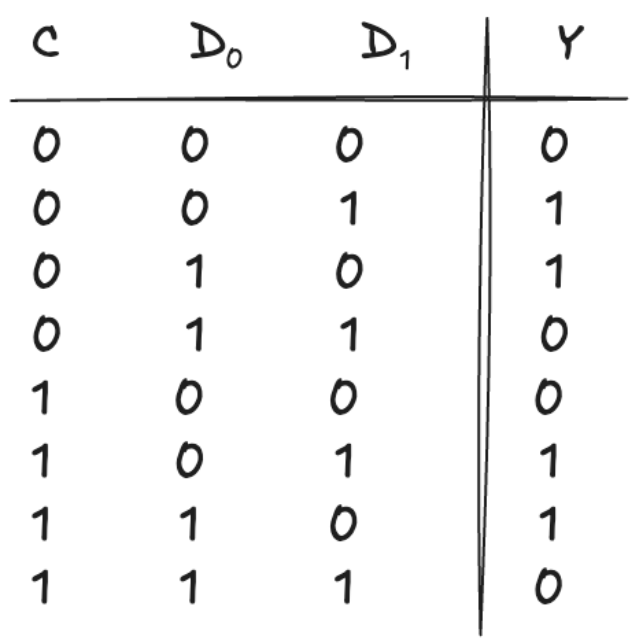 C D₀ D₁ Y
0 0 0 0
0 0 1 1
0 1 0 1
0 1 1 0
1 0 0 0
1 0 1 1
1 1 0 1
1 1 1 0